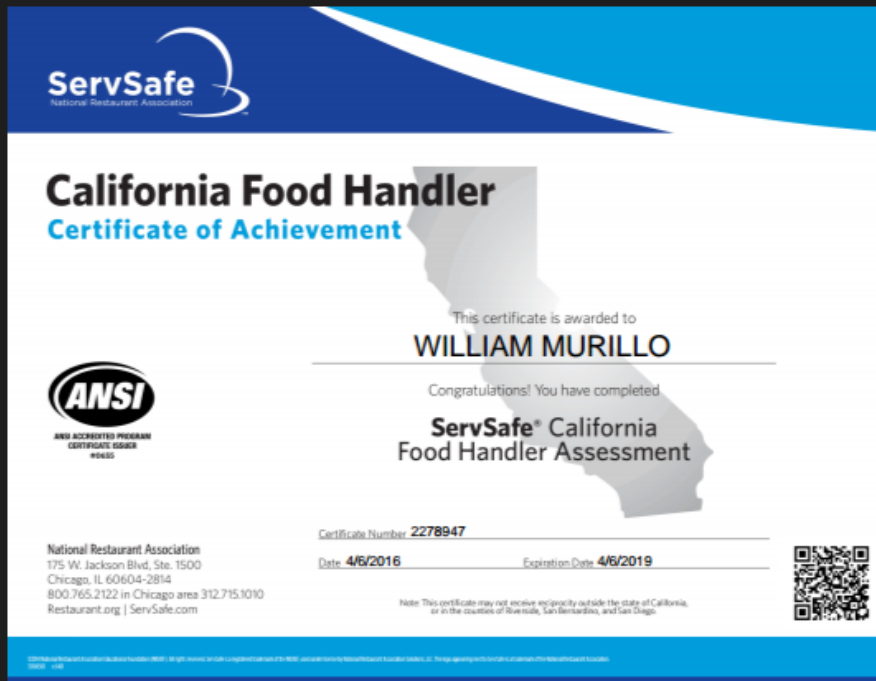 ServSafe
National Restaurant Association
California Food Handler
Certificate of Achievement
This certificate is awarded to
WILLIAM MURILLO
Congratulations! You have completed
ServSafe® California
Food Handler Assessment
ANSI
ANSI ACCREDITED PROGRAM
CERTIFICATE ISSUER
#0655
Certificate Number 2278947
Date 4/6/2016 Expiration Date 4/6/2019
National Restaurant Association
175 W. Jackson Blvd, Ste. 1500
Chicago, IL 60604-2814
800.765.2122 in Chicago area 312.715.1010
Restaurant.org | ServSafe.com
Note: This certificate may not receive reciprocity outside the state of California,
or in the counties of Riverside, San Bernardino, and San Diego.